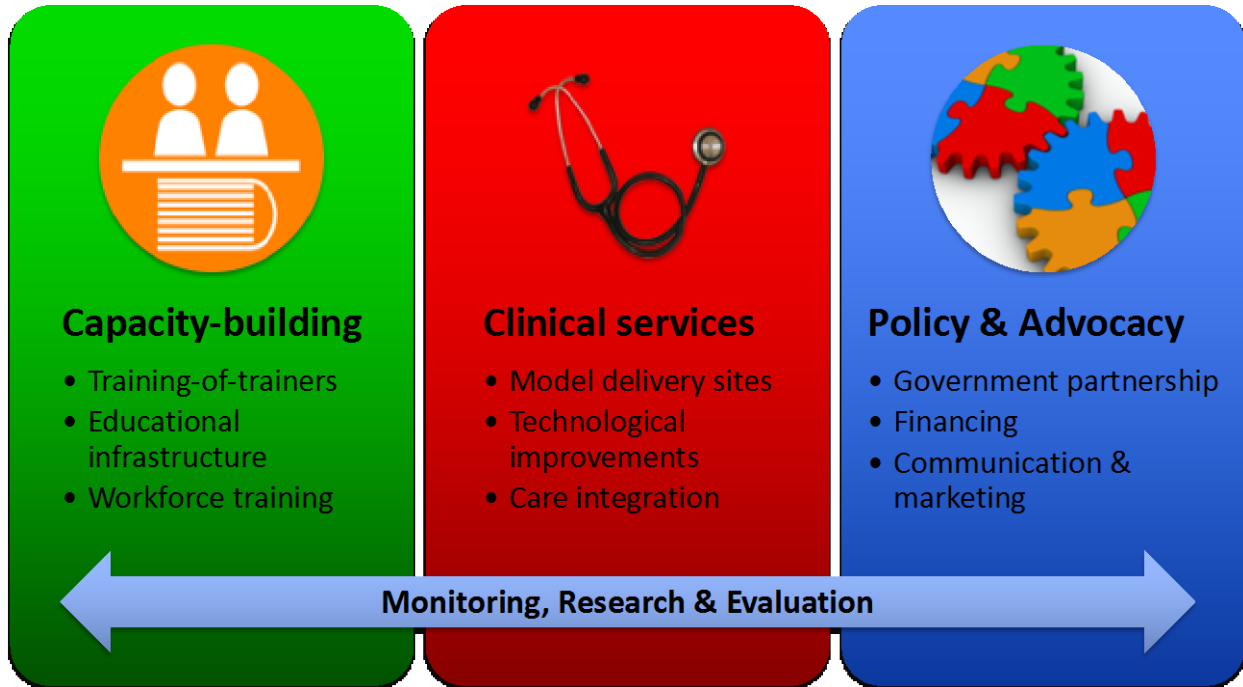 Capacity-building
• Training-of-trainers
• Educational
infrastructure
• Workforce training
Clinical services
• Model delivery sites
• Technological
improvements
• Care integration
Policy & Advocacy
• Government partnership
• Financing
• Communication &
marketing
Monitoring, Research & Evaluation